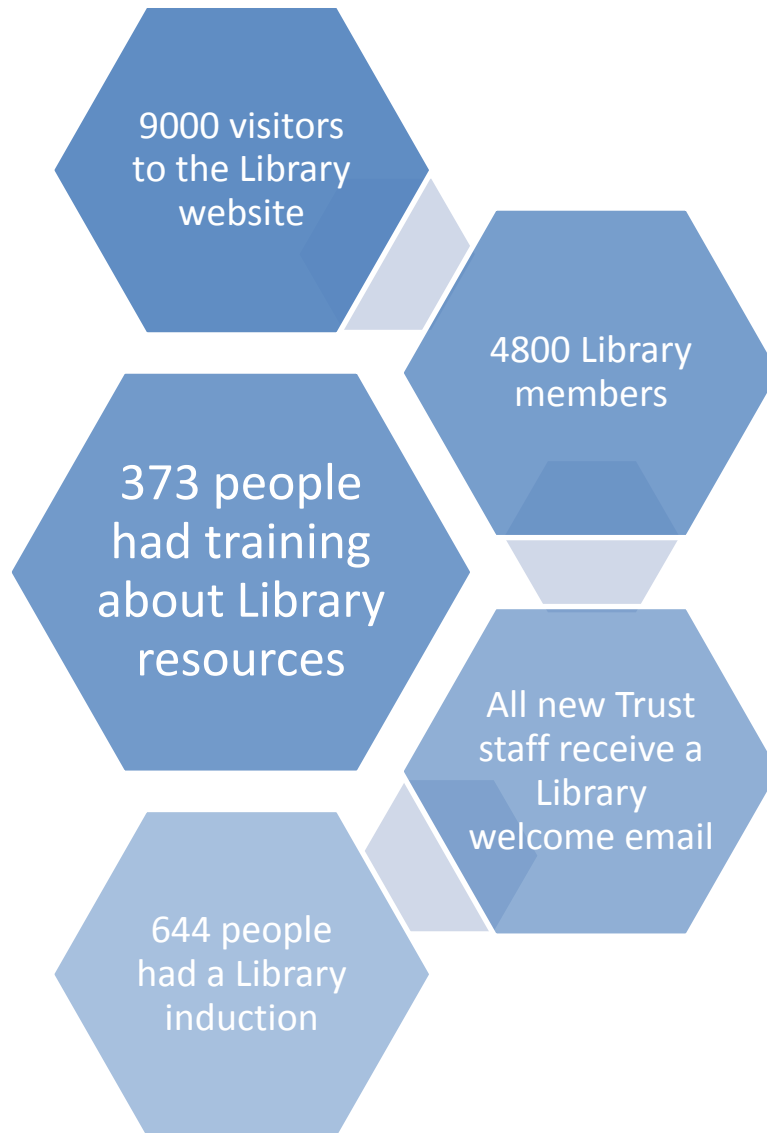 9000 visitors
to the Library
website
4800 Library
members
373 people
had training
about Library
resources
All new Trust
staff receive a
Library
welcome email
644 people
had a Library
induction